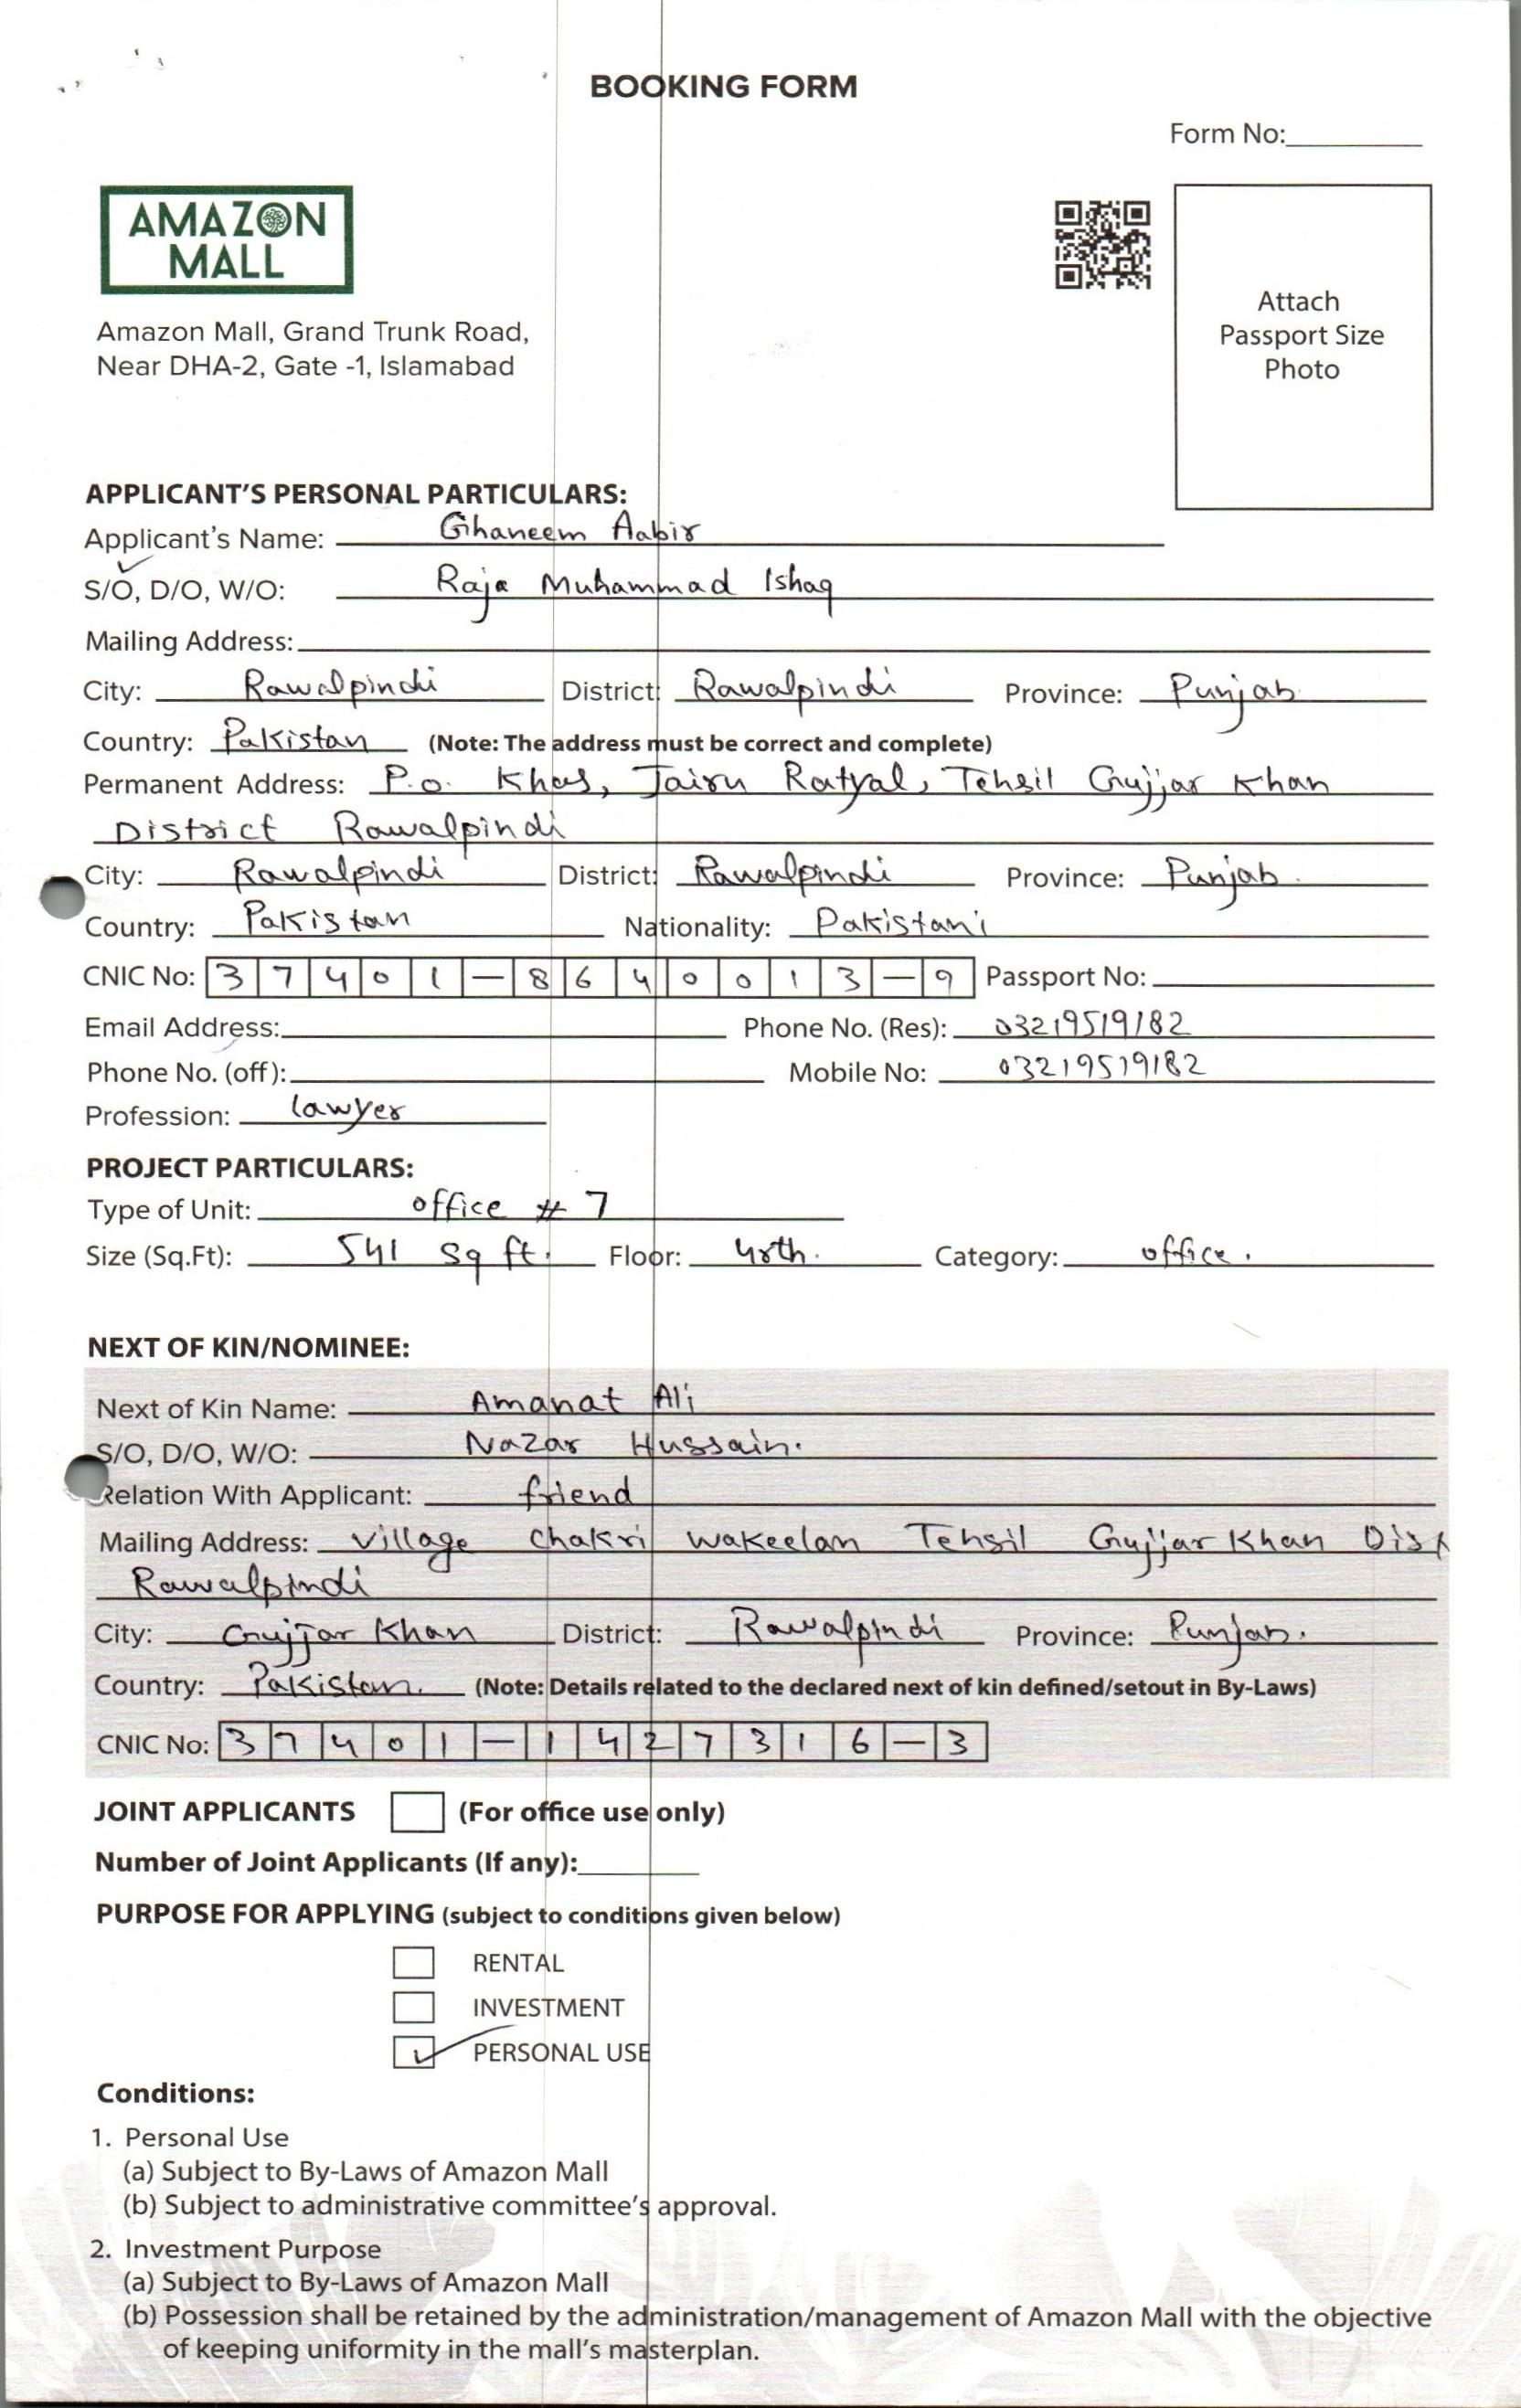 BOOKING FORM
Form No:
AMAZON
MALL
Attach
Passport Size
Photo
Amazon Mall, Grand Trunk Road,
Near DHA-2, Gate -1, Islamabad
APPLICANT'S PERSONAL PARTICULARS:
Applicant's Name: Ghaneem Aabir
S/O, D/O, W/O: Raja Muhammad Ishaq
Mailing Address:
City: Rawalpindi District: Rawalpindi Province: Punjab
Country: Pakistan (Note: The address must be correct and complete)
Permanent Address: P.o. Khas, Jairu Ratyal, Tehsil Gujjar Khan
District Rawalpindi
City: Rawalpindi District: Rawalpindi Province: Punjab.
Country: Pakistan Nationality: Pakistani
CNIC No: 37401-8640013-9 Passport No:
Email Address: Phone No. (Res): 03219519182
Phone No. (off): Mobile No: 03219519182
Profession: lawyer
PROJECT PARTICULARS:
Type of Unit: office # 7
Size (Sq.Ft): 541 sq ft. Floor: 4rth. Category: office.
NEXT OF KIN/NOMINEE:
Next of Kin Name: Amanat Ali
S/O, D/O, W/O: Nazar Hussain.
Relation With Applicant: friend
Mailing Address: village chakri wakeelan Tehsil Gujjar Khan Dist
Rawalpindi
City: Gujjar Khan District: Rawalpindi Province: Punjab.
Country: Pakistan. (Note: Details related to the declared next of kin defined/setout in By-Laws)
CNIC No: 37401-1427316-3
JOINT APPLICANTS (For office use only)
Number of Joint Applicants (If any):
PURPOSE FOR APPLYING (subject to conditions given below)
RENTAL
INVESTMENT
PERSONAL USE
Conditions:
1. Personal Use
(a) Subject to By-Laws of Amazon Mall
(b) Subject to administrative committee's approval.
2. Investment Purpose
(a) Subject to By-Laws of Amazon Mall
(b) Possession shall be retained by the administration/management of Amazon Mall with the objective
of keeping uniformity in the mall's masterplan.